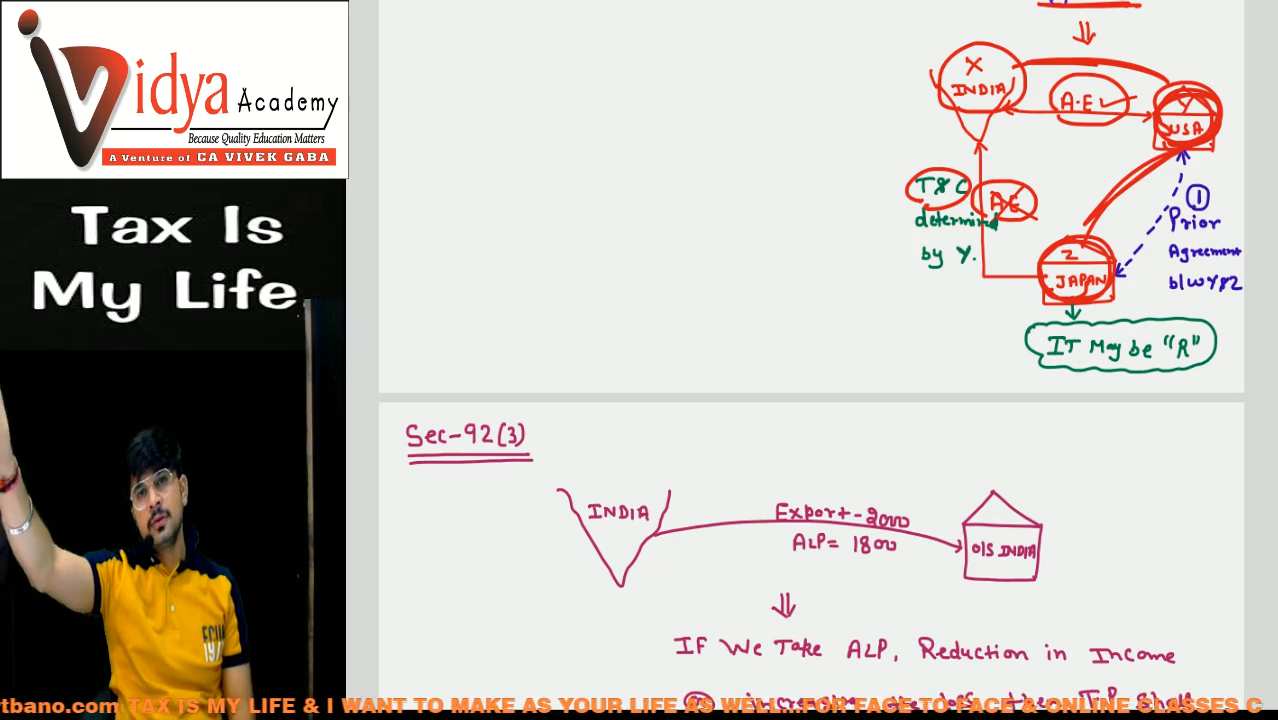 Vidya Academy
Because Quality Education Matters
A Venture of CA VIVEK GABA
Tax Is
My Life
X
INDIA
A.E
Y
USA
T&C
determined
by Y.
A.E
1
Prior
Agreement
b/w Y&Z
Z
JAPAN
IT May be "R"
Sec-92(3)
INDIA
Export-2000
ALP= 1800
O/S INDIA
IF We Take ALP, Reduction in Income
tbano.com TAX IS MY LIFE & I WANT TO MAKE AS YOUR LIFE AS WELL...FOR FACE TO FACE & ONLINE CLASSES C